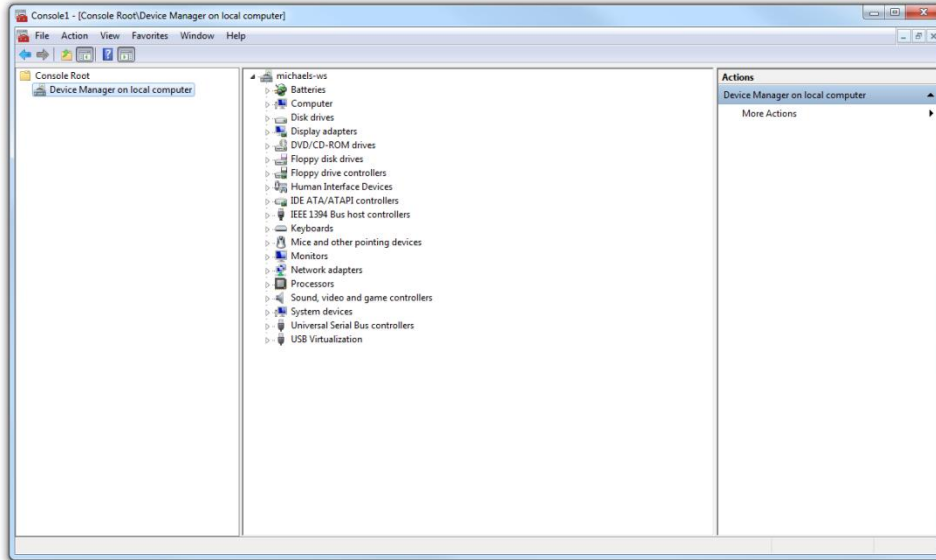 Console1 - [Console Root\Device Manager on local computer]
File Action View Favorites Window Help
Console Root
Device Manager on local computer
michaels-ws
Batteries
Computer
Disk drives
Display adapters
DVD/CD-ROM drives
Floppy disk drives
Floppy drive controllers
Human Interface Devices
IDE ATA/ATAPI controllers
IEEE 1394 Bus host controllers
Keyboards
Mice and other pointing devices
Monitors
Network adapters
Processors
Sound, video and game controllers
System devices
Universal Serial Bus controllers
USB Virtualization
Actions
Device Manager on local computer
More Actions